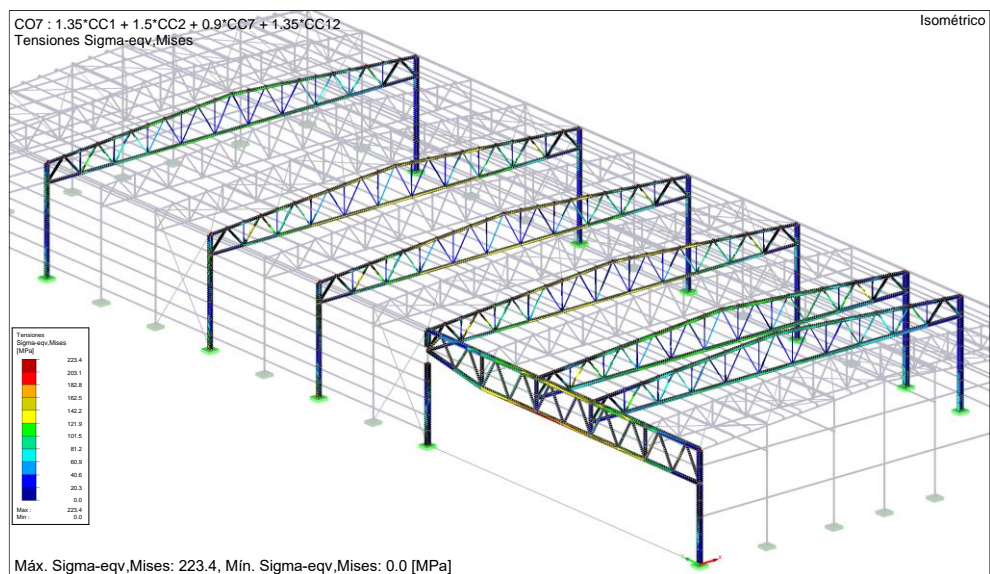 CO7 : 1.35*CC1 + 1.5*CC2 + 0.9*CC7 + 1.35*CC12
Isométrico
Tensiones Sigma-eqv,Mises
Tensiones
Sigma-eqv,Mises
[MPa]
223.4
203.1
182.8
162.5
142.2
121.9
101.5
81.2
60.9
40.6
20.3
0.0
Max : 223.4
Min : 0.0
X
Máx. Sigma-eqv,Mises: 223.4, Mín. Sigma-eqv,Mises: 0.0 [MPa]